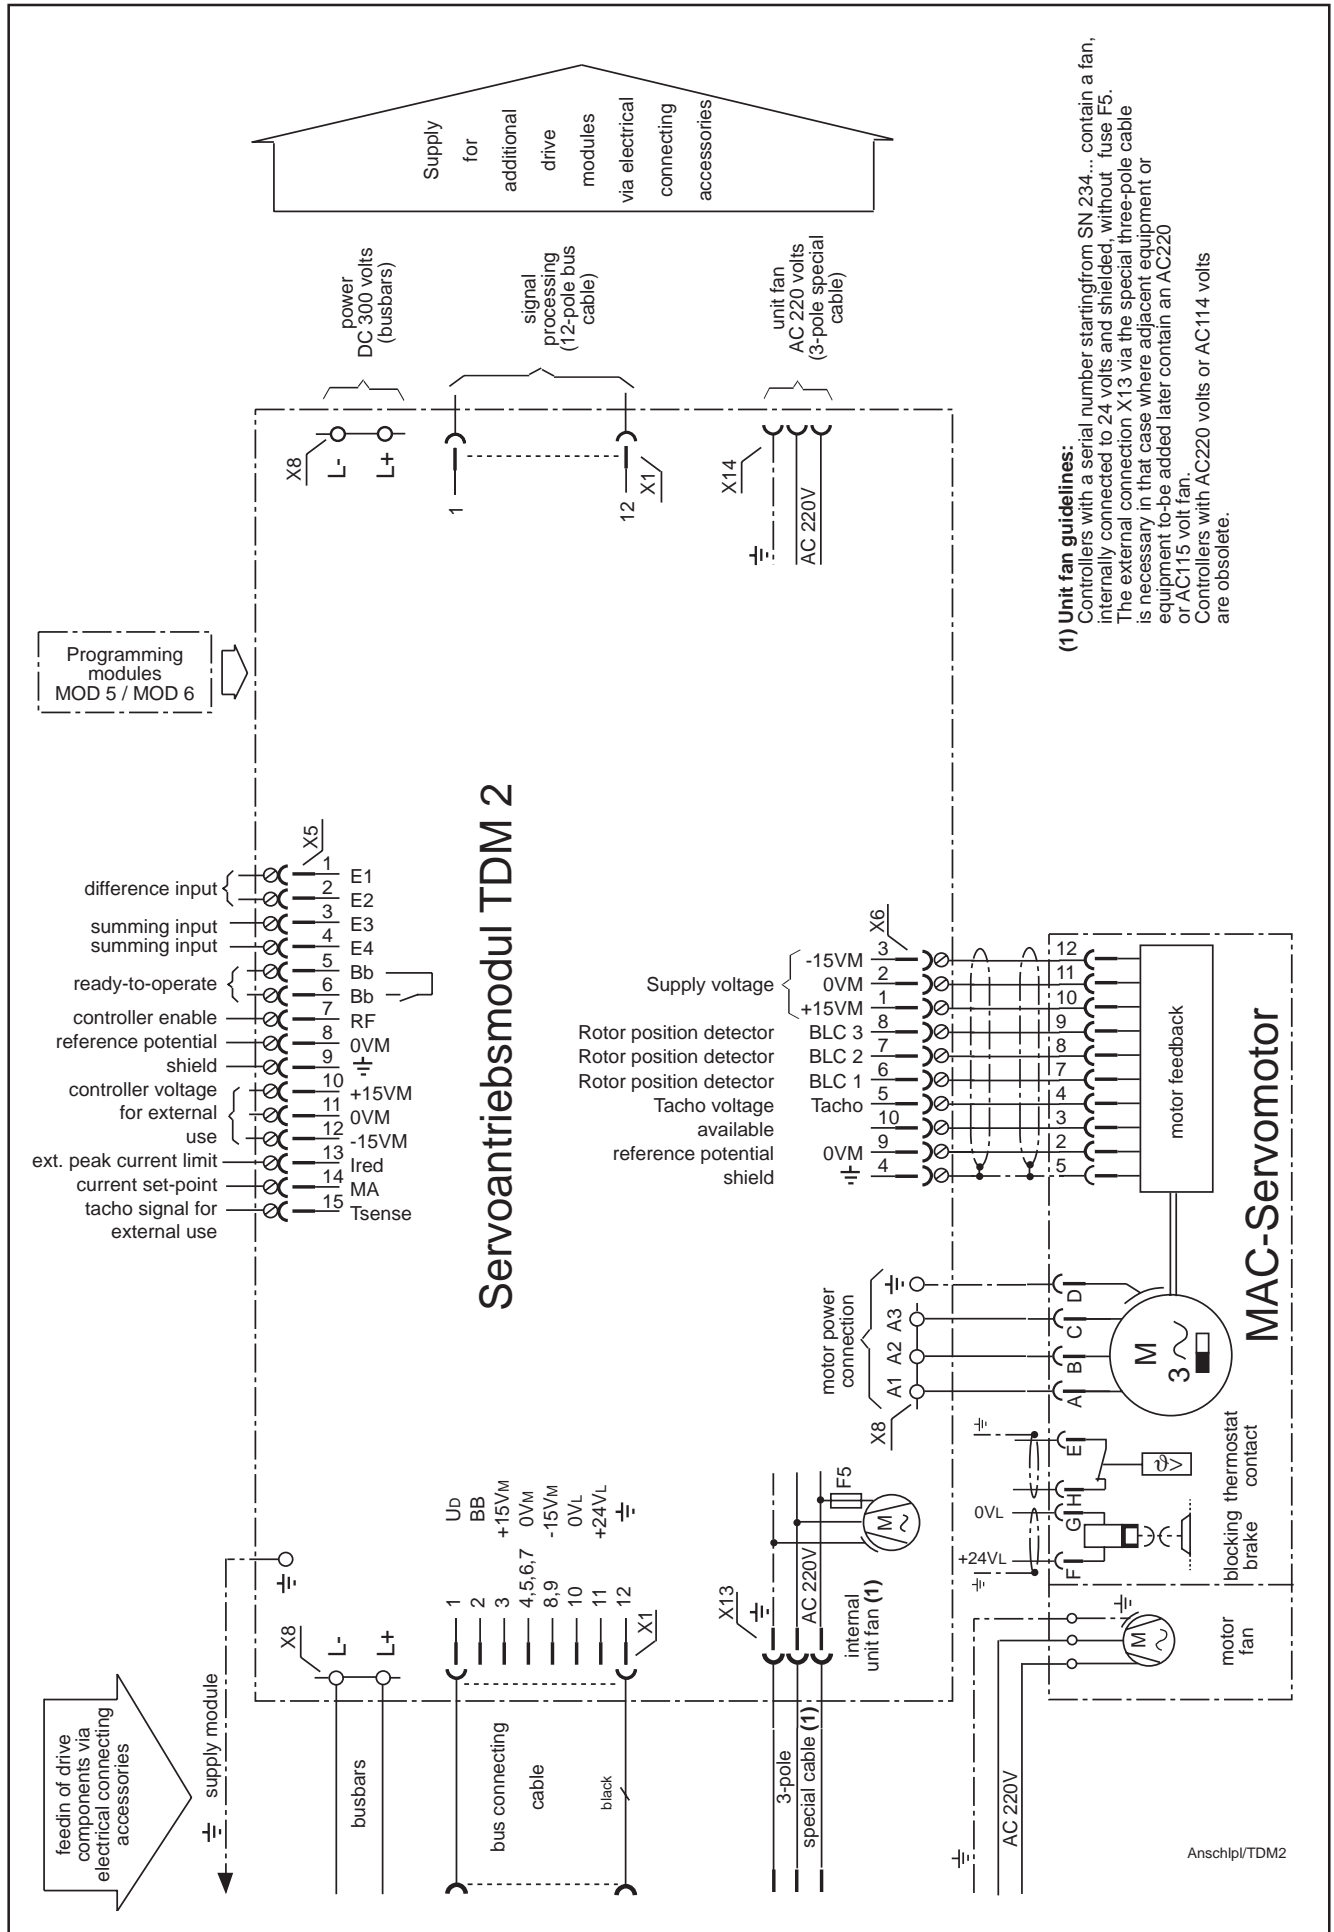 Supply
for
additional
drive
modules
via electrical
connecting
accessories
power
DC 300 volts
(busbars)
signal
processing
(12-pole bus
cable)
unit fan
AC 220 volts
(3-pole special
cable)
X8
L-
L+
1
12
X1
X14
AC 220V
(1) Unit fan guidelines:
Controllers with a serial number startingfrom SN 234... contain a fan,
internally connected to 24 volts and shielded, without fuse F5.
The external connection X13 via the special three-pole cable
is necessary in that case where adjacent equipment or
equipment to-be added later contain an AC220
or AC115 volt fan.
Controllers with AC220 volts or AC114 volts
are obsolete.
Programming
modules
MOD 5 / MOD 6
Servoantriebsmodul TDM 2
X5
difference input
1 E1
2 E2
summing input 3 E3
summing input 4 E4
ready-to-operate
5 Bb
6 Bb
controller enable 7 RF
reference potential 8 0VM
shield 9
controller voltage
for external
use
10 +15VM
11 0VM
12 -15VM
ext. peak current limit 13 Ired
current set-point 14 MA
tacho signal for
external use
15 Tsense
X6
Supply voltage
-15VM 3 12
0VM 2 11
+15VM 1 10
Rotor position detector BLC 3 8 9
Rotor position detector BLC 2 7 8
Rotor position detector BLC 1 6 7
Tacho voltage Tacho 5 4
available 10 3
reference potential 0VM 9 2
shield 4 5
motor feedback
MAC-Servomotor
motor power
connection
X8
A1 A2 A3
A B C D
M
3
E
H
G
F
0VL
+24VL
ϑ>
blocking
brake
thermostat
contact
motor
fan
M
AC 220V
feedin of drive
components via
electrical connecting
accessories
supply module
X8
L-
L+
busbars
1 UD
2 BB
3 +15VM
4,5,6,7 0VM
8,9 -15VM
10 0VL
11 +24VL
12
X1
bus connecting
cable
black
X13
AC 220V
F5
M
internal
unit fan (1)
3-pole
special cable (1)
Anschlpl/TDM2